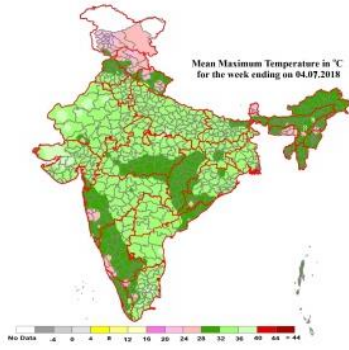 Mean Maximum Temperature in °C
for the week ending on 04.07.2018
No Data -4 0 4 8 12 16 20 24 28 32 36 40 44 > 44